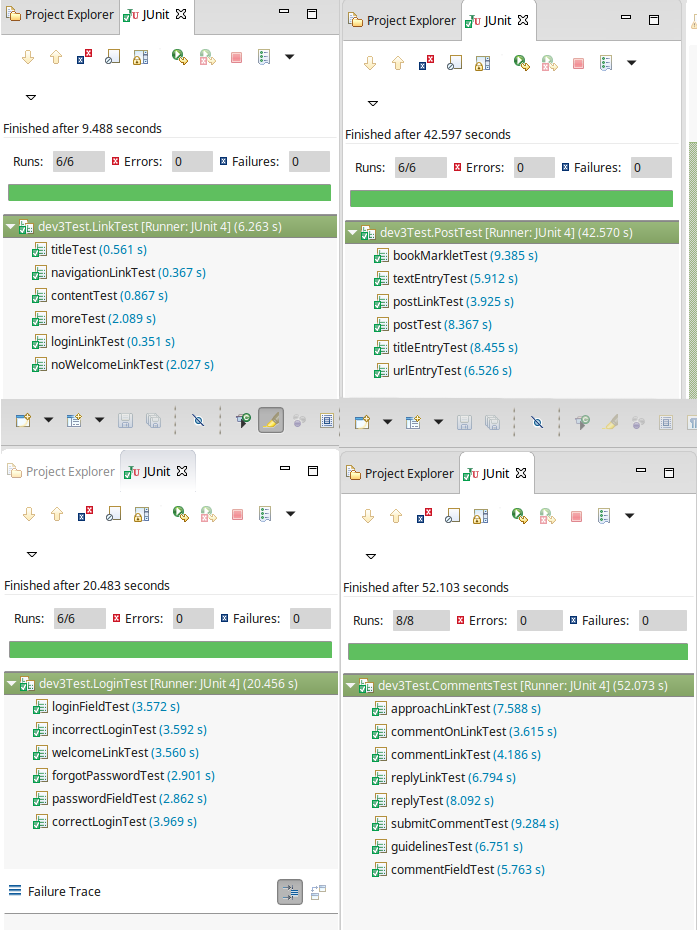 Project Explorer JUnit
Finished after 9.488 seconds
Runs: 6/6 Errors: 0 Failures: 0
dev3Test.LinkTest [Runner: JUnit 4] (6.263 s)
titleTest (0.561 s)
navigationLinkTest (0.367 s)
contentTest (0.867 s)
moreTest (2.089 s)
loginLinkTest (0.351 s)
noWelcomeLinkTest (2.027 s)
Project Explorer JUnit
Finished after 42.597 seconds
Runs: 6/6 Errors: 0 Failures: 0
dev3Test.PostTest [Runner: JUnit 4] (42.570 s)
bookMarkletTest (9.385 s)
textEntryTest (5.912 s)
postLinkTest (3.925 s)
postTest (8.367 s)
titleEntryTest (8.455 s)
urlEntryTest (6.526 s)
Project Explorer JUnit
Finished after 20.483 seconds
Runs: 6/6 Errors: 0 Failures: 0
dev3Test.LoginTest [Runner: JUnit 4] (20.456 s)
loginFieldTest (3.572 s)
incorrectLoginTest (3.592 s)
welcomeLinkTest (3.560 s)
forgotPasswordTest (2.901 s)
passwordFieldTest (2.862 s)
correctLoginTest (3.969 s)
Failure Trace
Project Explorer JUnit
Finished after 52.103 seconds
Runs: 8/8 Errors: 0 Failures: 0
dev3Test.CommentsTest [Runner: JUnit 4] (52.073 s)
approachLinkTest (7.588 s)
commentOnLinkTest (3.615 s)
commentLinkTest (4.186 s)
replyLinkTest (6.794 s)
replyTest (8.092 s)
submitCommentTest (9.284 s)
guidelinesTest (6.751 s)
commentFieldTest (5.763 s)